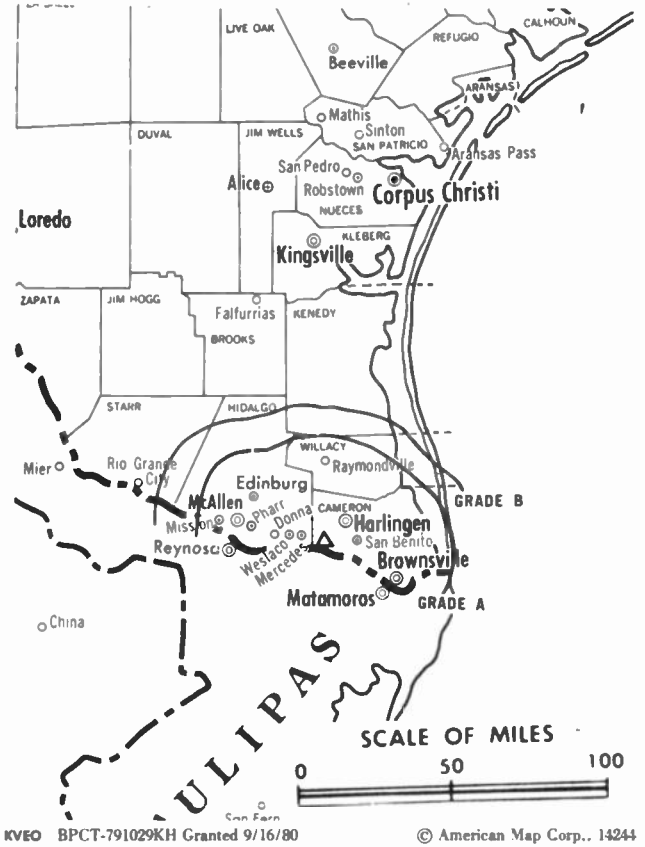 LIVE OAK
CALHOUN
REFUGIO
Beeville
ARANSAS
Mathis
DUVAL
JIM WELLS
Sinton
SAN PATRICIO
Aransas Pass
San Pedro
Alice
Robstown
Corpus Christi
NUECES
Loredo
KLEBERG
Kingsville
ZAPATA
JIM HOGG
Falfurrias
KENEDY
BROOKS
STARR
HIDALGO
WILLACY
Mier
Rio Grande
City
Raymondville
Edinburg
GRADE B
McAllen
Pharr
Donna
CAMERON
Mission
Harlingen
San Benito
Reynosa
Weslaco
Mercedes
Brownsville
Matamoros
GRADE A
China
AULIPAS
SCALE OF MILES
0 50 100
San Fern
KVEO BPCT-791029KH Granted 9/16/80
© American Map Corp., 14244